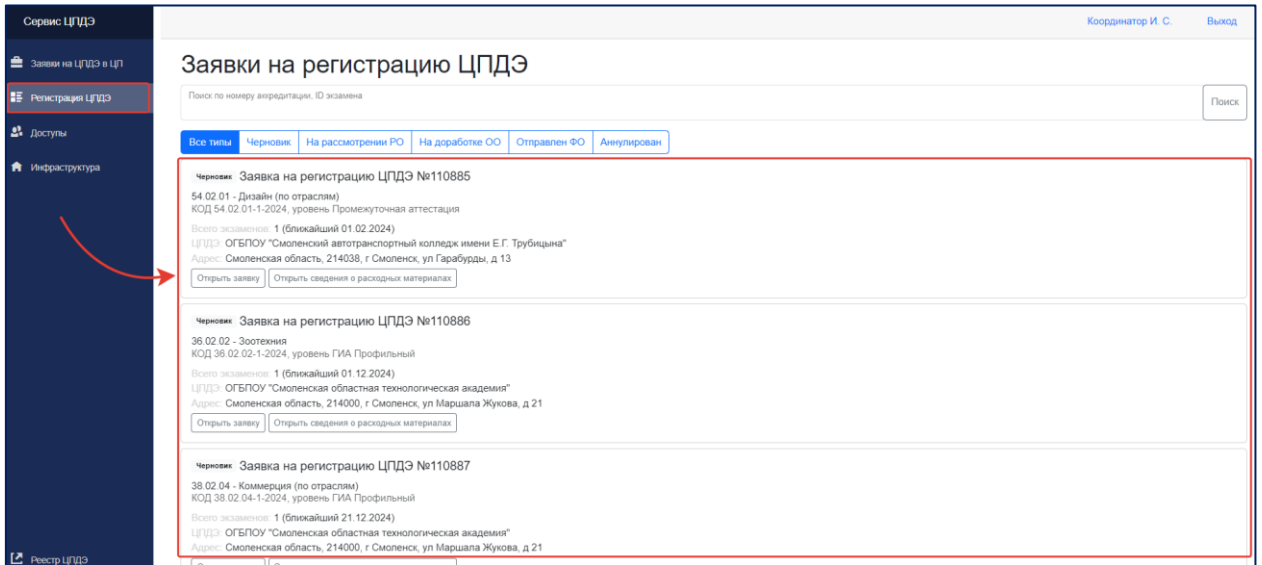 Сервис ЦПДЭ
Координатор И. С.
Выход
Заявки на ЦПДЭ в ЦП
Регистрация ЦПДЭ
Доступы
Инфраструктура
Реестр ЦПДЭ
Заявки на регистрацию ЦПДЭ
Поиск по номеру аккредитации, ID экзамена
Поиск
Все типы
Черновик
На рассмотрении РО
На доработке ОО
Отправлен ФО
Аннулирован
Черновик Заявка на регистрацию ЦПДЭ №110885
54.02.01 - Дизайн (по отраслям)
КОД 54.02.01-1-2024, уровень Промежуточная аттестация
Всего экзаменов: 1 (ближайший 01.02.2024)
ЦПДЭ: ОГБПОУ "Смоленский автотранспортный колледж имени Е.Г. Трубицына"
Адрес: Смоленская область, 214038, г Смоленск, ул Гарабурды, д 13
Открыть заявку Открыть сведения о расходных материалах
Черновик Заявка на регистрацию ЦПДЭ №110886
36.02.02 - Зоотехния
КОД 36.02.02-1-2024, уровень ГИА Профильный
Всего экзаменов: 1 (ближайший 01.12.2024)
ЦПДЭ: ОГБПОУ "Смоленская областная технологическая академия"
Адрес: Смоленская область, 214000, г Смоленск, ул Маршала Жукова, д 21
Открыть заявку Открыть сведения о расходных материалах
Черновик Заявка на регистрацию ЦПДЭ №110887
38.02.04 - Коммерция (по отраслям)
КОД 38.02.04-1-2024, уровень ГИА Профильный
Всего экзаменов: 1 (ближайший 21.12.2024)
ЦПДЭ: ОГБПОУ "Смоленская областная технологическая академия"
Адрес: Смоленская область, 214000, г Смоленск, ул Маршала Жукова, д 21